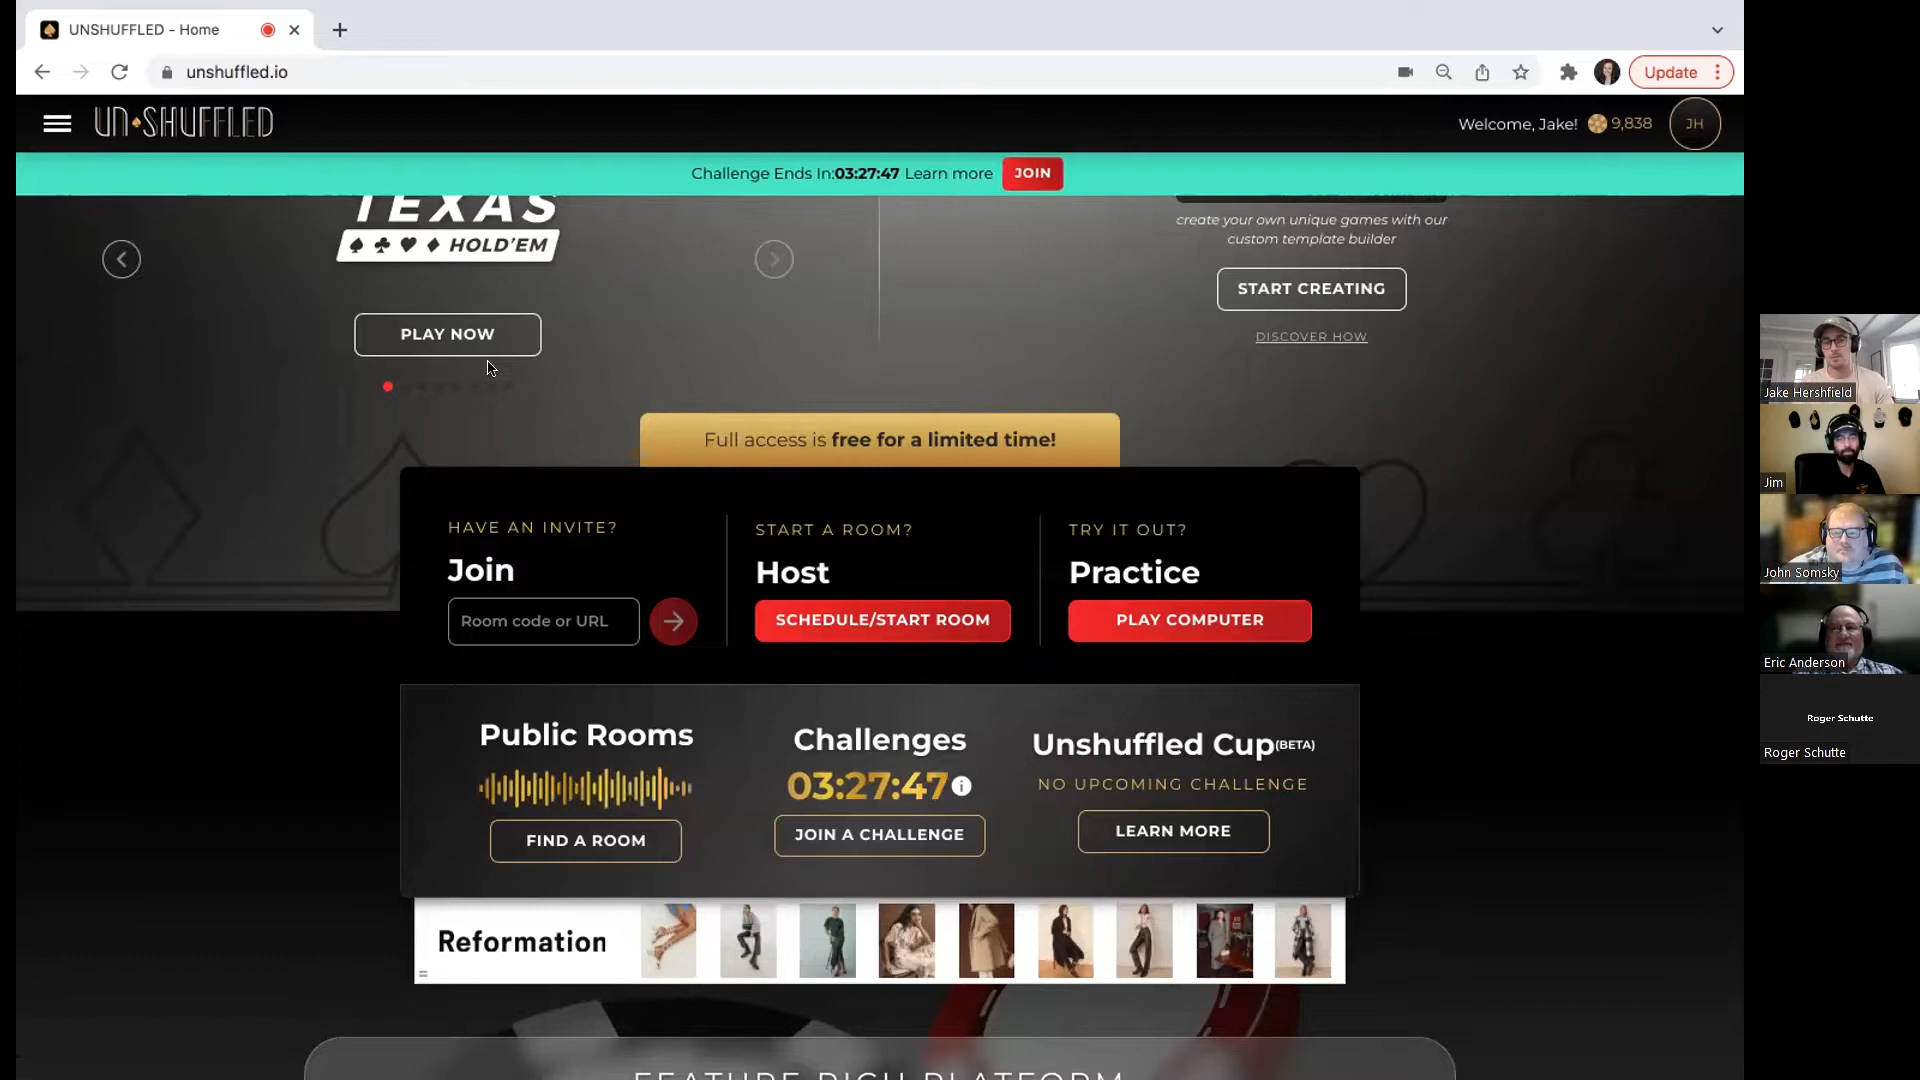 UNSHUFFLED - Home
unshuffled.io
Update
UN SHUFFLED
Welcome, Jake! 9,838 JH
Challenge Ends In:03:27:47 Learn more JOIN
TEXAS
HOLD'EM
PLAY NOW
create your own unique games with our
custom template builder
START CREATING
DISCOVER HOW
Full access is free for a limited time!
HAVE AN INVITE?
Join
Room code or URL
START A ROOM?
Host
SCHEDULE/START ROOM
TRY IT OUT?
Practice
PLAY COMPUTER
Public Rooms
FIND A ROOM
Challenges
03:27:47 i
JOIN A CHALLENGE
Unshuffled Cup(BETA)
NO UPCOMING CHALLENGE
LEARN MORE
Reformation
FEATURE RICH PLATFORM
Jake Hershfield
Jim
John Somsky
Eric Anderson
Roger Schutte
Roger Schutte